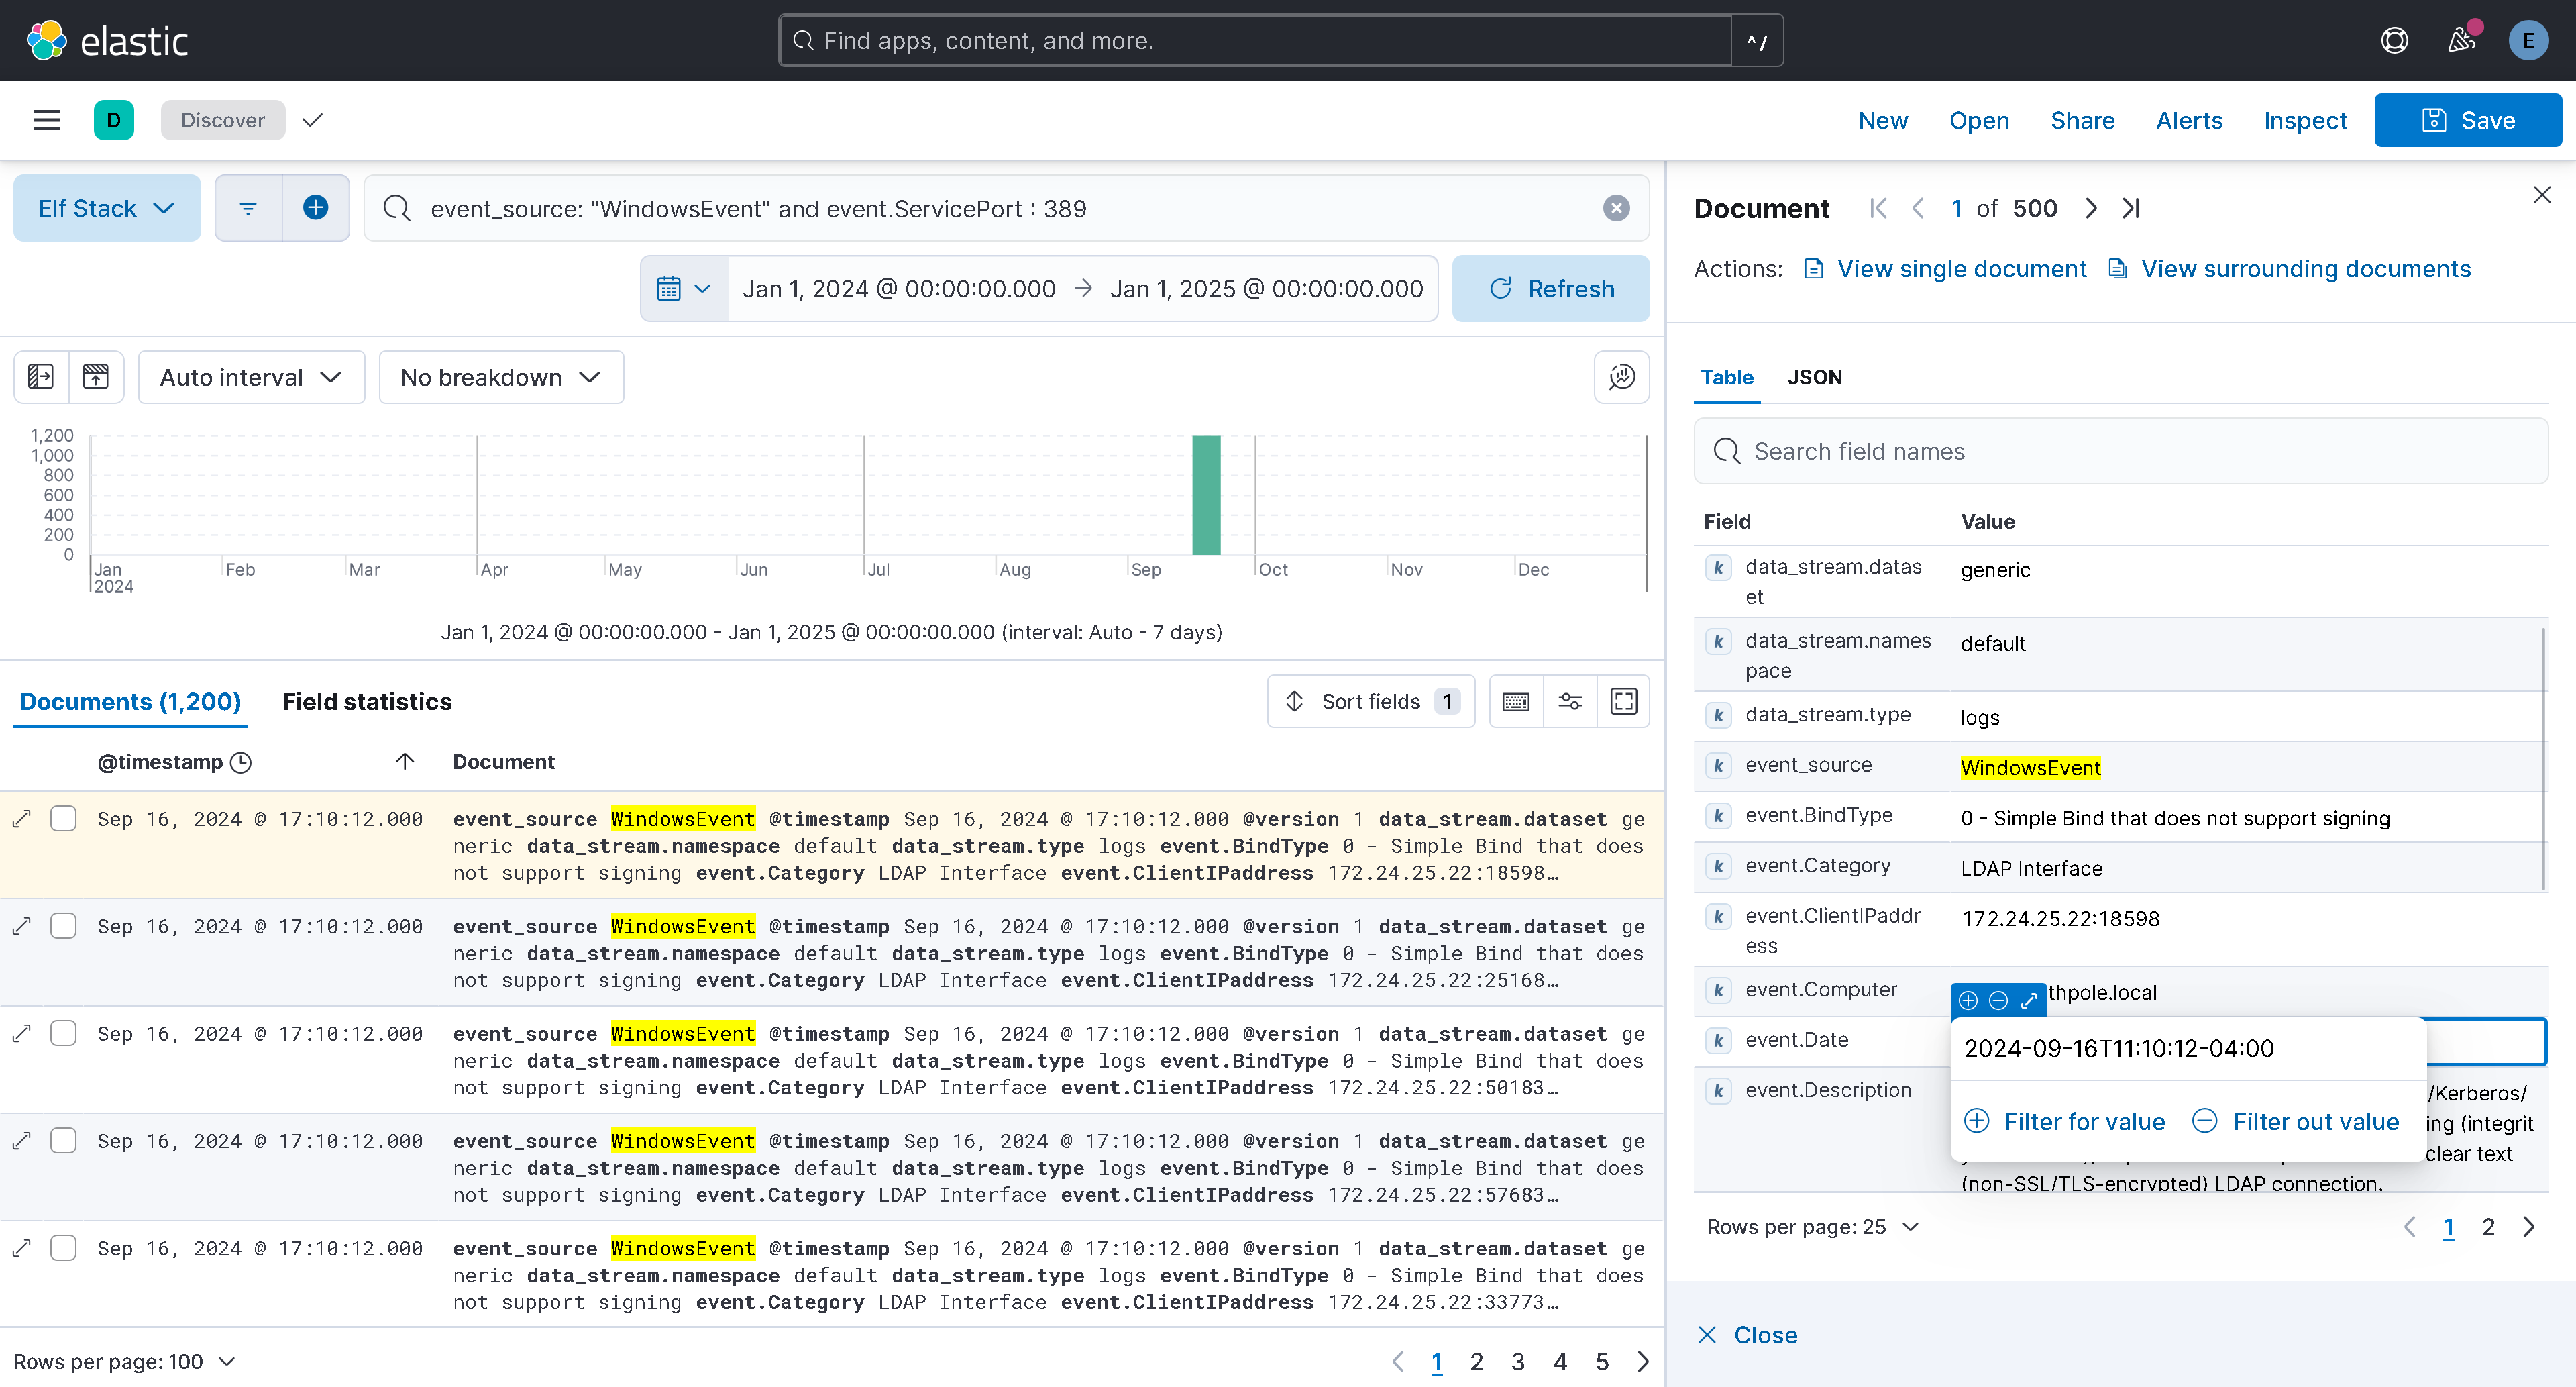 elastic
Find apps, content, and more.
^ /
E
D
Discover
New
Open
Share
Alerts
Inspect
Save
Elf Stack
event_source: "WindowsEvent" and event.ServicePort : 389
Jan 1, 2024 @ 00:00:00.000 → Jan 1, 2025 @ 00:00:00.000
Refresh
Auto interval
No breakdown
1,200
1,000
800
600
400
200
0
Jan
2024
Feb
Mar
Apr
May
Jun
Jul
Aug
Sep
Oct
Nov
Dec
Jan 1, 2024 @ 00:00:00.000 - Jan 1, 2025 @ 00:00:00.000 (interval: Auto - 7 days)
Documents (1,200)
Field statistics
Sort fields 1
@timestamp
Document
Sep 16, 2024 @ 17:10:12.000
event_source WindowsEvent @timestamp Sep 16, 2024 @ 17:10:12.000 @version 1 data_stream.dataset ge
neric data_stream.namespace default data_stream.type logs event.BindType 0 - Simple Bind that does
not support signing event.Category LDAP Interface event.ClientIPaddress 172.24.25.22:18598…
Sep 16, 2024 @ 17:10:12.000
event_source WindowsEvent @timestamp Sep 16, 2024 @ 17:10:12.000 @version 1 data_stream.dataset ge
neric data_stream.namespace default data_stream.type logs event.BindType 0 - Simple Bind that does
not support signing event.Category LDAP Interface event.ClientIPaddress 172.24.25.22:25168…
Sep 16, 2024 @ 17:10:12.000
event_source WindowsEvent @timestamp Sep 16, 2024 @ 17:10:12.000 @version 1 data_stream.dataset ge
neric data_stream.namespace default data_stream.type logs event.BindType 0 - Simple Bind that does
not support signing event.Category LDAP Interface event.ClientIPaddress 172.24.25.22:50183…
Sep 16, 2024 @ 17:10:12.000
event_source WindowsEvent @timestamp Sep 16, 2024 @ 17:10:12.000 @version 1 data_stream.dataset ge
neric data_stream.namespace default data_stream.type logs event.BindType 0 - Simple Bind that does
not support signing event.Category LDAP Interface event.ClientIPaddress 172.24.25.22:57683…
Sep 16, 2024 @ 17:10:12.000
event_source WindowsEvent @timestamp Sep 16, 2024 @ 17:10:12.000 @version 1 data_stream.dataset ge
neric data_stream.namespace default data_stream.type logs event.BindType 0 - Simple Bind that does
not support signing event.Category LDAP Interface event.ClientIPaddress 172.24.25.22:33773…
Rows per page: 100
1 2 3 4 5
Document
1 of 500
Actions:
View single document
View surrounding documents
Table
JSON
Search field names
Field
Value
k data_stream.datas
et
generic
k data_stream.names
pace
default
k data_stream.type
logs
k event_source
WindowsEvent
k event.BindType
0 - Simple Bind that does not support signing
k event.Category
LDAP Interface
k event.ClientIPaddr
ess
172.24.25.22:18598
k event.Computer
thpole.local
k event.Date
2024-09-16T11:10:12-04:00
k event.Description
/Kerberos/
Filter for value
Filter out value
ing (integrit
clear text
(non-SSL/TLS-encrypted) LDAP connection.
Rows per page: 25
1 2
Close